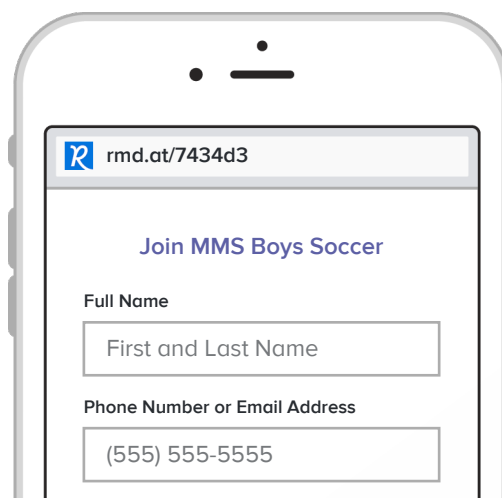 rmd.at/7434d3
Join MMS Boys Soccer
Full Name
First and Last Name
Phone Number or Email Address
(555) 555-5555